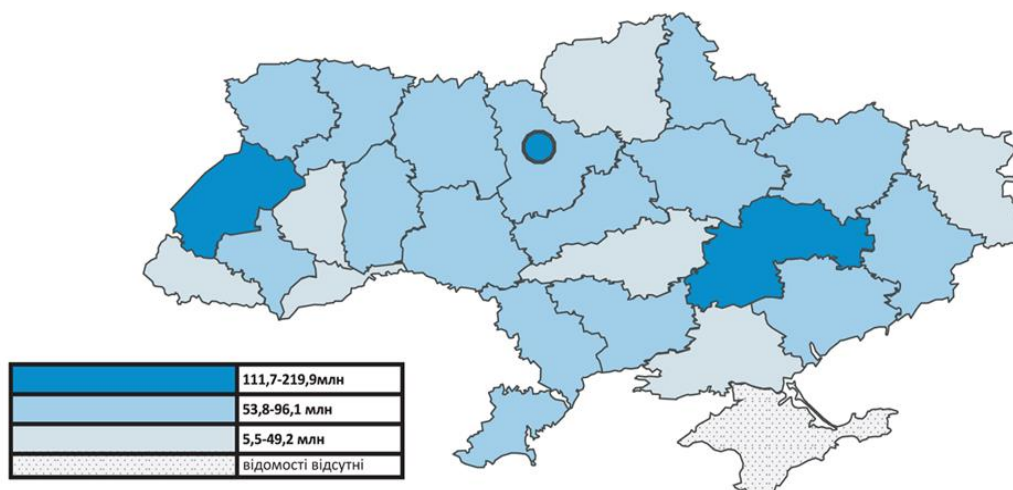 111,7-219,9млн
53,8-96,1 млн
5,5-49,2 млн
відомості відсутні